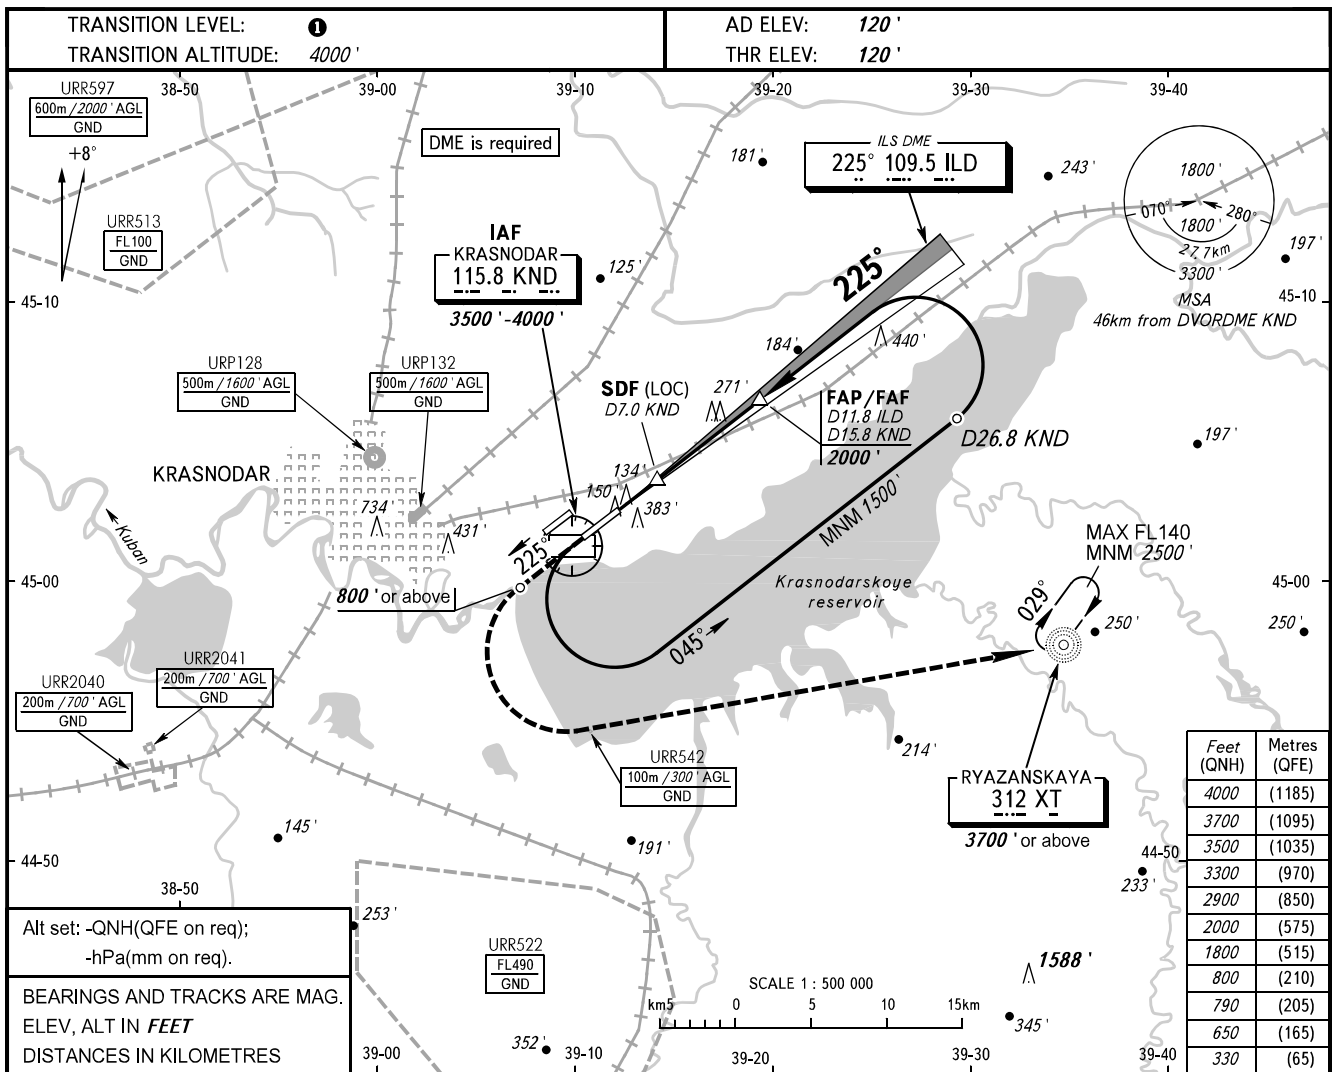 TRANSITION LEVEL: ❶
TRANSITION ALTITUDE: 4000'
AD ELEV: 120'
THR ELEV: 120'
38-50
39-00
39-10
39-20
39-30
39-40
URR597
600m/2000' AGL
GND
+8°
URR513
FL100
GND
DME is required
IAF
KRASNODAR
115.8 KND
3500'-4000'
125'
181'
ILS DME
225° 109.5 ILD
243'
1800'
070°
280°
1800'
27,7km
3300'
MSA
46km from DVORDME KND
197'
45-10
45-10
225°
184'
440'
URP128
500m/1600' AGL
GND
URP132
500m/1600' AGL
GND
SDF (LOC)
D7.0 KND
271'
FAP/FAF
D11.8 ILD
D15.8 KND
2000'
D26.8 KND
197'
KRASNODAR
134'
150'
383'
734'
431'
MNM 1500'
Kuban
225°
MAX FL140
MNM 2500'
45-00
45-00
800' or above
Krasnodarskoye
reservoir
029°
250'
250'
045°
URR2041
200m/700' AGL
GND
URR2040
200m/700' AGL
GND
214'
URR542
100m/300' AGL
GND
RYAZANSKAYA
312 XT
3700' or above
145'
191'
44-50
44-50
233'
38-50
253'
Feet (QNH) Metres (QFE)
4000 (1185)
3700 (1095)
3500 (1035)
3300 (970)
2900 (850)
2000 (575)
1800 (515)
800 (210)
790 (205)
650 (165)
330 (65)
Alt set: -QNH(QFE on req);
-hPa(mm on req).
URR522
FL490
GND
1588'
SCALE 1 : 500 000
km5 0 5 10 15km
345'
352'
BEARINGS AND TRACKS ARE MAG.
ELEV, ALT IN FEET
DISTANCES IN KILOMETRES
39-00
39-10
39-20
39-30
39-40